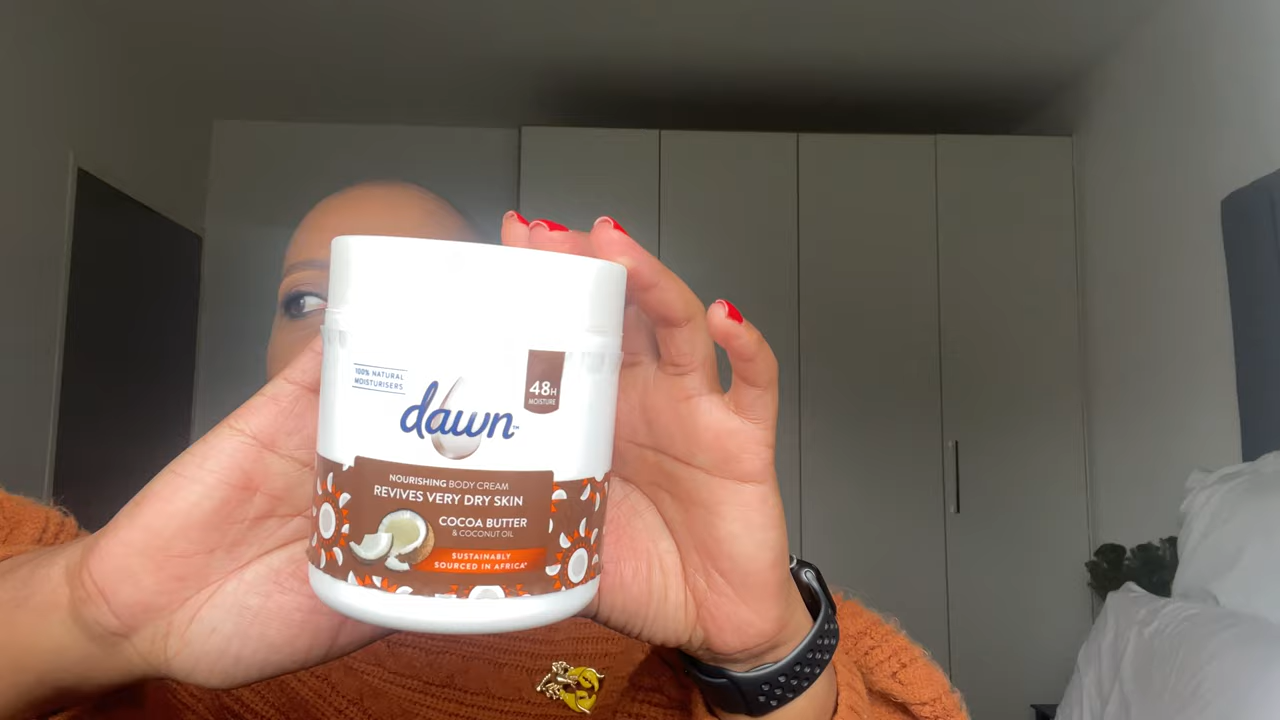 100% NATURAL
MOISTURISERS
48H
MOISTURE
dawn™
NOURISHING BODY CREAM
REVIVES VERY DRY SKIN
COCOA BUTTER
& COCONUT OIL
SUSTAINABLY
SOURCED IN AFRICA*